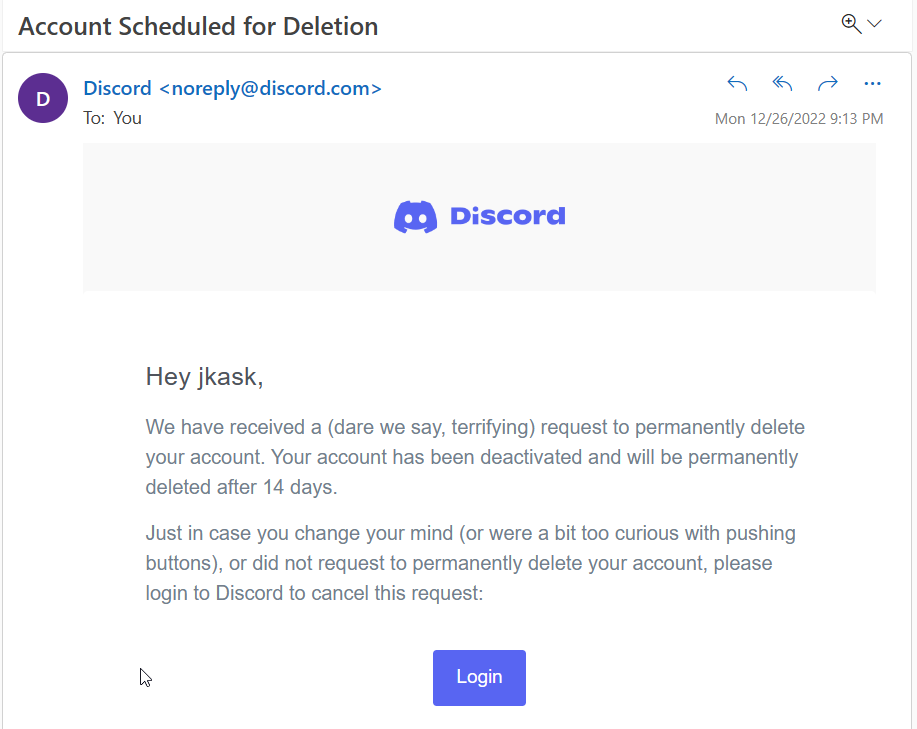 Account Scheduled for Deletion
D
Discord <noreply@discord.com>
To: You
Mon 12/26/2022 9:13 PM
Discord
Hey jkask,
We have received a (dare we say, terrifying) request to permanently delete
your account. Your account has been deactivated and will be permanently
deleted after 14 days.
Just in case you change your mind (or were a bit too curious with pushing
buttons), or did not request to permanently delete your account, please
login to Discord to cancel this request:
Login